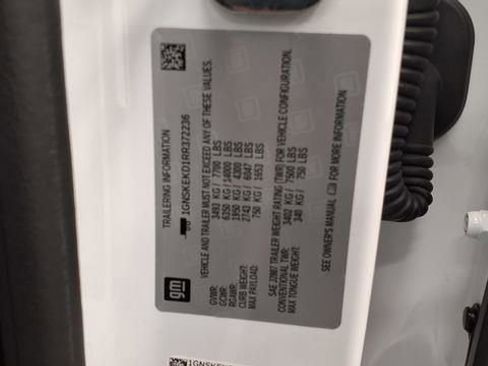 gm
TRAILERING INFORMATION
1GNSKEKD1RR372236
VEHICLE AND TRAILER MUST NOT EXCEED ANY OF THESE VALUES.
GVWR: 3493 KG / 7700 LBS
GCWR: 6350 KG / 14000 LBS
RGAWR: 1950 KG / 4300 LBS
CURB WEIGHT: 2743 KG / 6047 LBS
MAX PAYLOAD: 750 KG / 1653 LBS
SAE J2807 TRAILER WEIGHT RATING (TWR) FOR VEHICLE CONFIGURATION.
CONVENTIONAL TWR: 3402 KG / 7500 LBS
MAX TONGUE WEIGHT: 340 KG / 750 LBS
SEE OWNER'S MANUAL FOR MORE INFORMATION